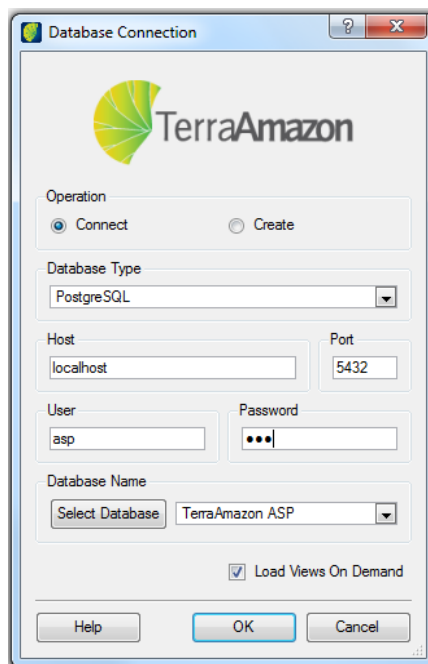 Database Connection
TerraAmazon
Operation
Connect Create
Database Type
PostgreSQL
Host Port
localhost 5432
User Password
asp •••
Database Name
Select Database TerraAmazon ASP
Load Views On Demand
Help OK Cancel